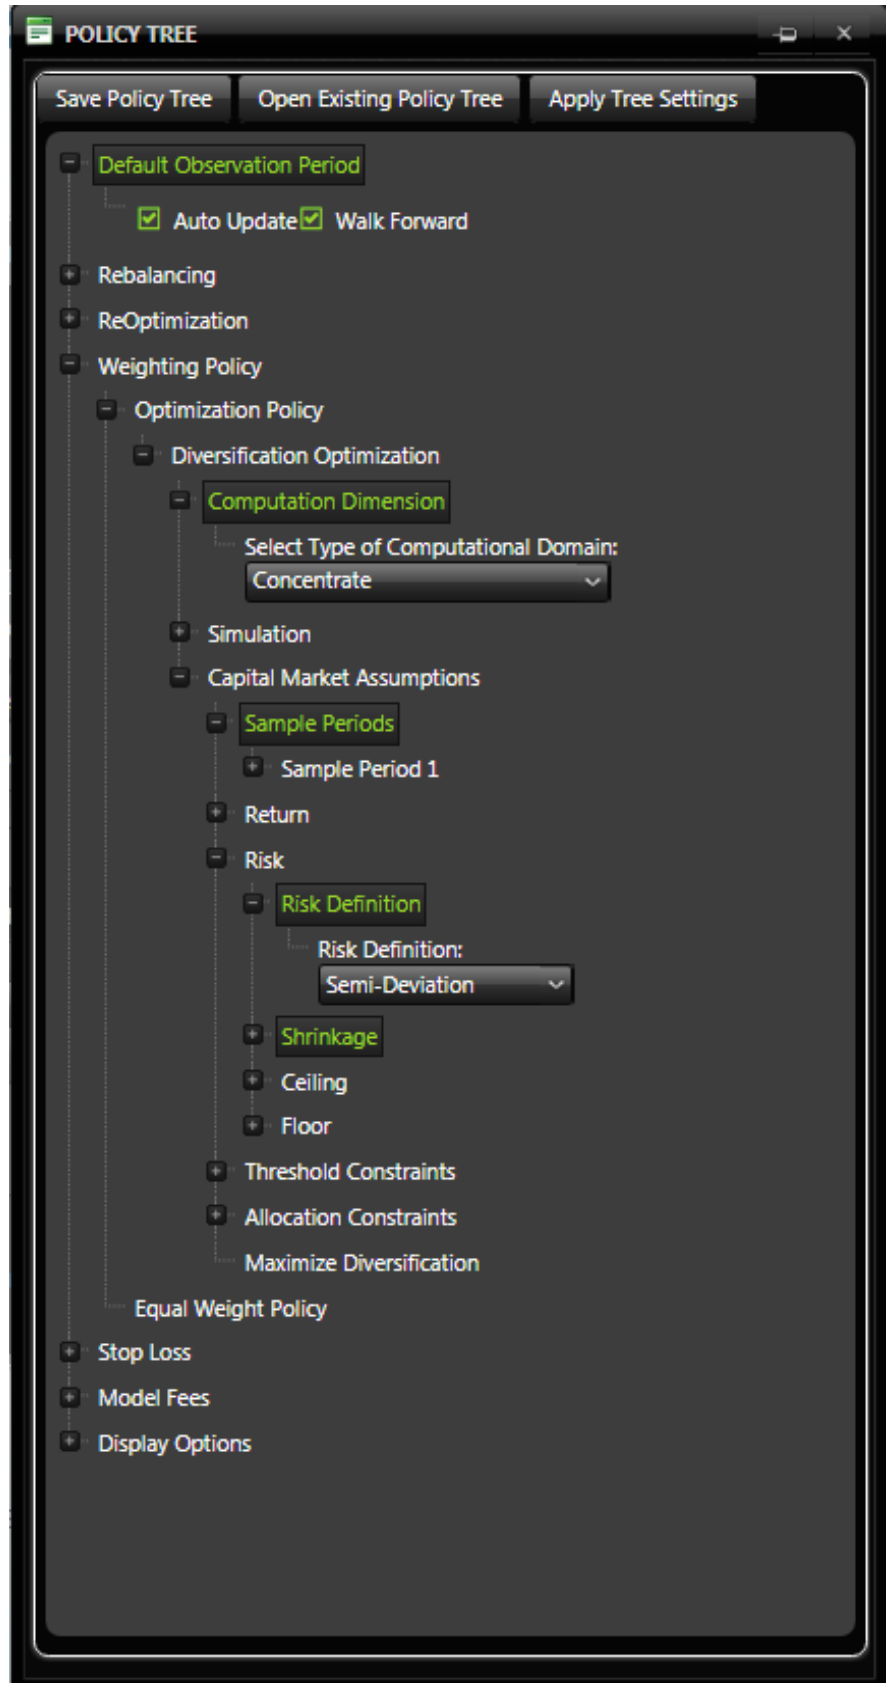 POLICY TREE
Save Policy Tree Open Existing Policy Tree Apply Tree Settings
Default Observation Period
Auto Update Walk Forward
Rebalancing
ReOptimization
Weighting Policy
Optimization Policy
Diversification Optimization
Computation Dimension
Select Type of Computational Domain:
Concentrate
Simulation
Capital Market Assumptions
Sample Periods
Sample Period 1
Return
Risk
Risk Definition
Risk Definition:
Semi-Deviation
Shrinkage
Ceiling
Floor
Threshold Constraints
Allocation Constraints
Maximize Diversification
Equal Weight Policy
Stop Loss
Model Fees
Display Options